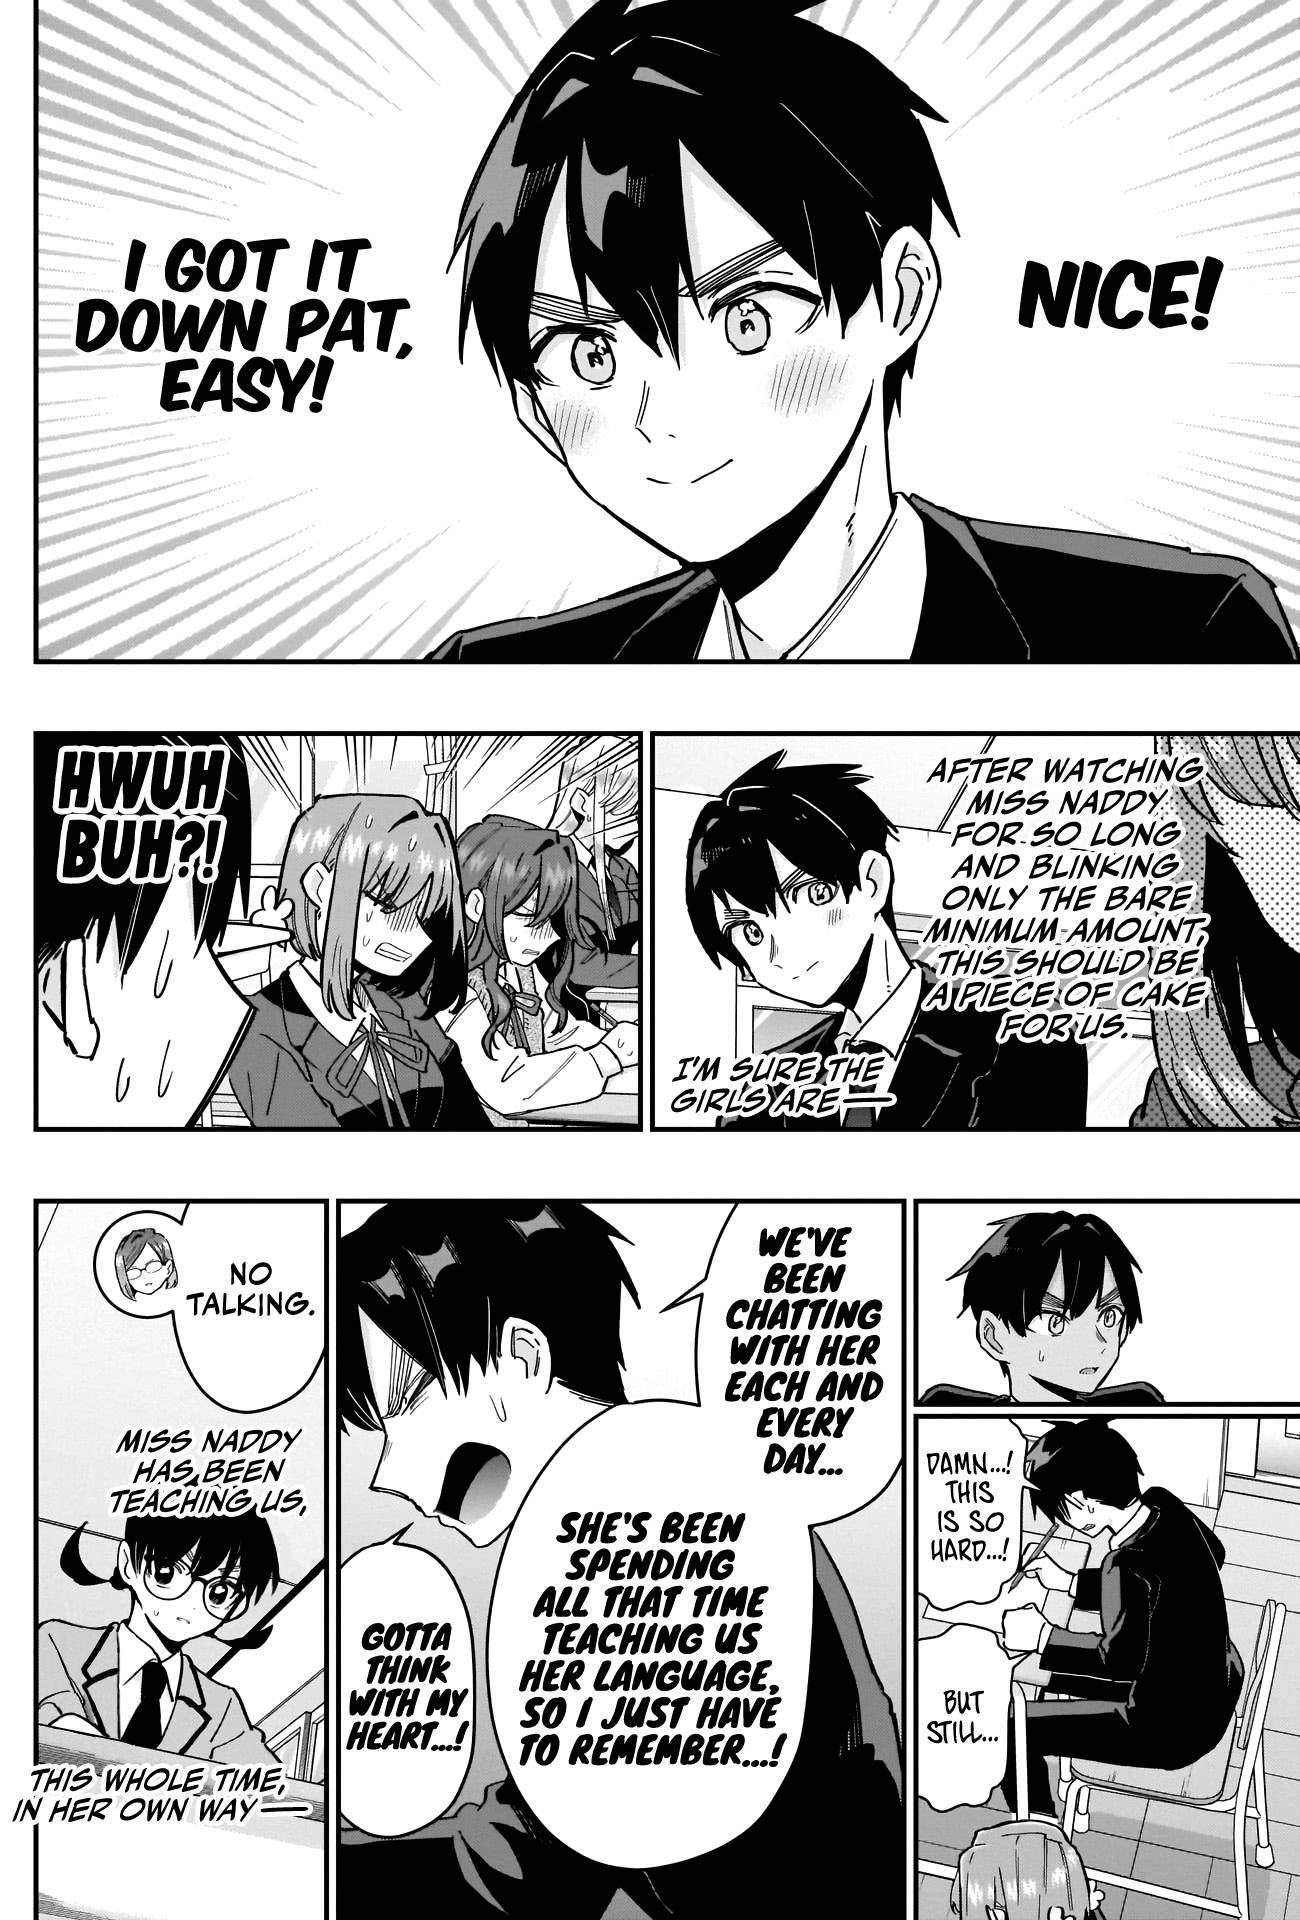 NICE!
I GOT IT
DOWN PAT,
EASY!
AFTER WATCHING
MISS NADDY
FOR SO LONG
AND BLINKING
ONLY THE BARE
MINIMUM AMOUNT,
THIS SHOULD BE
A PIECE OF CAKE
FOR US.
I'M SURE THE
GIRLS ARE—
HWUH
BUH?!
DAMN...!
THIS
IS SO
HARD...!
BUT
STILL...
WE'VE
BEEN
CHATTING
WITH HER
EACH AND
EVERY
DAY...
SHE'S BEEN
SPENDING
ALL THAT TIME
TEACHING US
HER LANGUAGE,
SO I JUST HAVE
TO REMEMBER...!
GOTTA
THINK
WITH MY
HEART...!
NO
TALKING.
MISS NADDY
HAS BEEN
TEACHING US,
THIS WHOLE TIME,
IN HER OWN WAY—